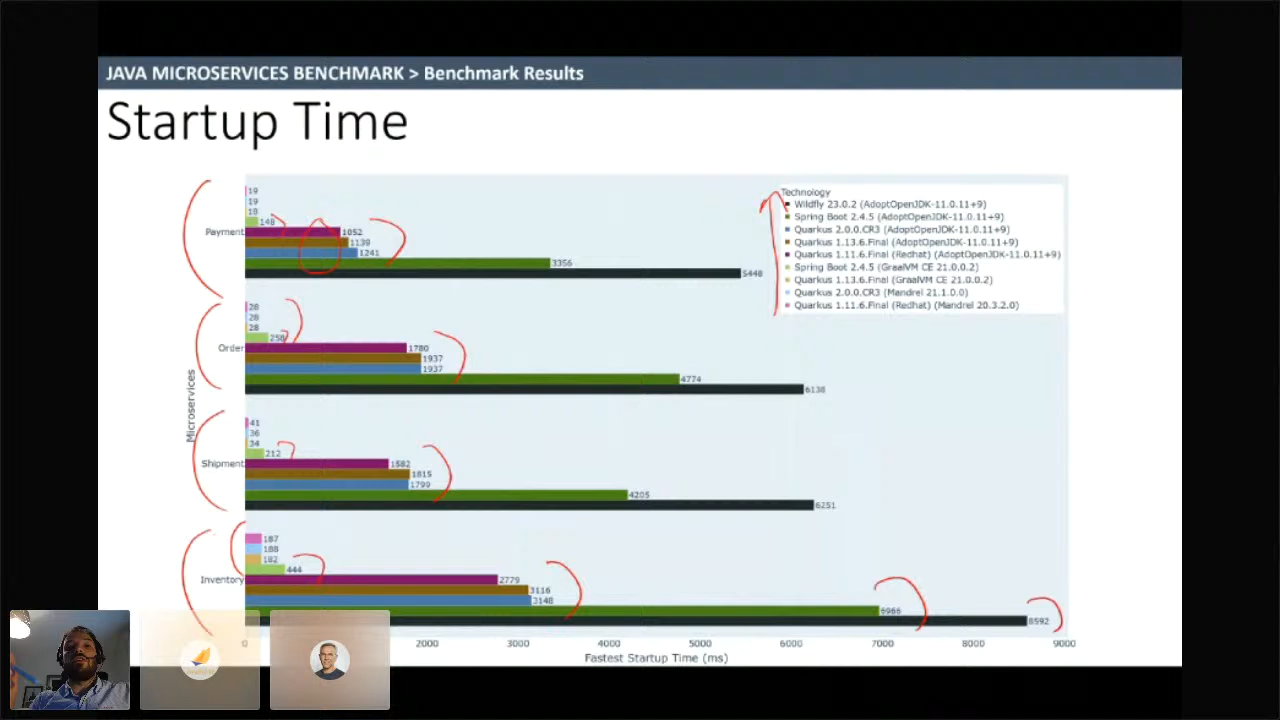 JAVA MICROSERVICES BENCHMARK > Benchmark Results
Startup Time
Technology
Wildfly 23.0.2 (AdoptOpenJDK-11.0.11+9)
Spring Boot 2.4.5 (AdoptOpenJDK-11.0.11+9)
Quarkus 2.0.0.CR3 (AdoptOpenJDK-11.0.11+9)
Quarkus 1.13.6.Final (AdoptOpenJDK-11.0.11+9)
Quarkus 1.11.6.Final (Redhat) (AdoptOpenJDK-11.0.11+9)
Spring Boot 2.4.5 (GraalVM CE 21.0.0.2)
Quarkus 1.13.6.Final (GraalVM CE 21.0.0.2)
Quarkus 2.0.0.CR3 (Mandrel 21.1.0.0)
Quarkus 1.11.6.Final (Redhat) (Mandrel 20.3.2.0)
Microservices
Payment
19
19
18
148
1052
1139
1241
3356
5448
Order
28
28
28
258
1780
1937
1937
4774
6138
Shipment
41
36
34
212
1582
1815
1799
4205
6251
Inventory
187
188
182
444
2779
3116
3148
6966
8592
0
2000
3000
4000
5000
6000
7000
8000
9000
Fastest Startup Time (ms)